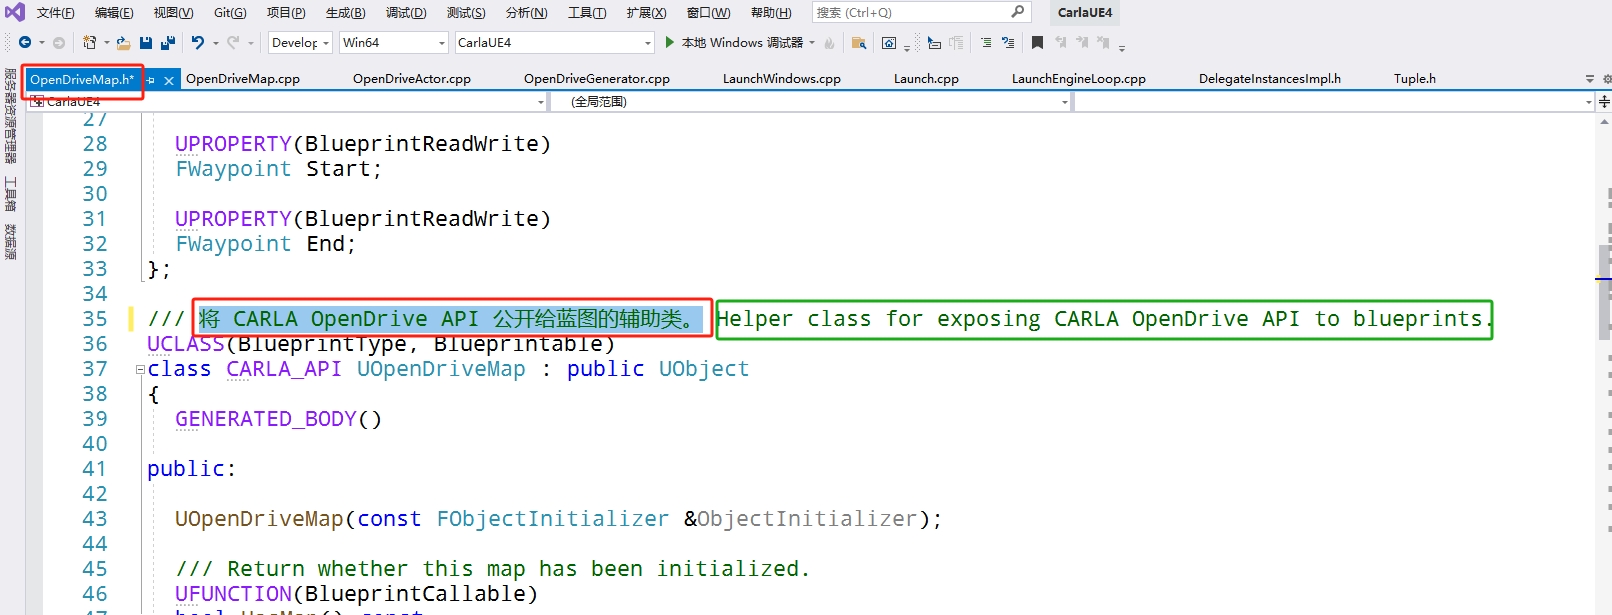 文件(F) 编辑(E) 视图(V) Git(G) 项目(P) 生成(B) 调试(D) 测试(S) 分析(N) 工具(T) 扩展(X) 窗口(W) 帮助(H) 搜索 (Ctrl+Q) CarlaUE4
Develop Win64 CarlaUE4 本地 Windows 调试器
OpenDriveMap.h* OpenDriveMap.cpp OpenDriveActor.cpp OpenDriveGenerator.cpp LaunchWindows.cpp Launch.cpp LaunchEngineLoop.cpp DelegateInstancesImpl.h Tuple.h
CarlaUE4 (全局范围)
服务器资源管理器
工具箱
数据源
27
28 UPROPERTY(BlueprintReadWrite)
29 FWaypoint Start;
30
31 UPROPERTY(BlueprintReadWrite)
32 FWaypoint End;
33 };
34
35 /// 将 CARLA OpenDrive API 公开给蓝图的辅助类。 Helper class for exposing CARLA OpenDrive API to blueprints.
36 UCLASS(BlueprintType, Blueprintable)
37 class CARLA_API UOpenDriveMap : public UObject
38 {
39 GENERATED_BODY()
40
41 public:
42
43 UOpenDriveMap(const FObjectInitializer &ObjectInitializer);
44
45 /// Return whether this map has been initialized.
46 UFUNCTION(BlueprintCallable)
47 bool HasMap() const